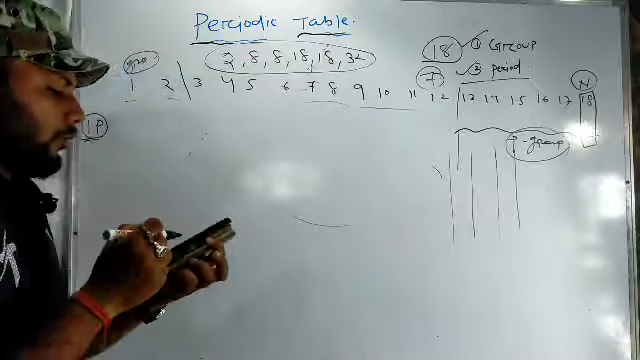 Periodic Table.
2, 8, 8, 18, 18, 32
18 ① Group
7 ② period
1 2 3 4 5 6 7 8 9 10 11 12 13 14 15 16 17 18
N
1P
P-group